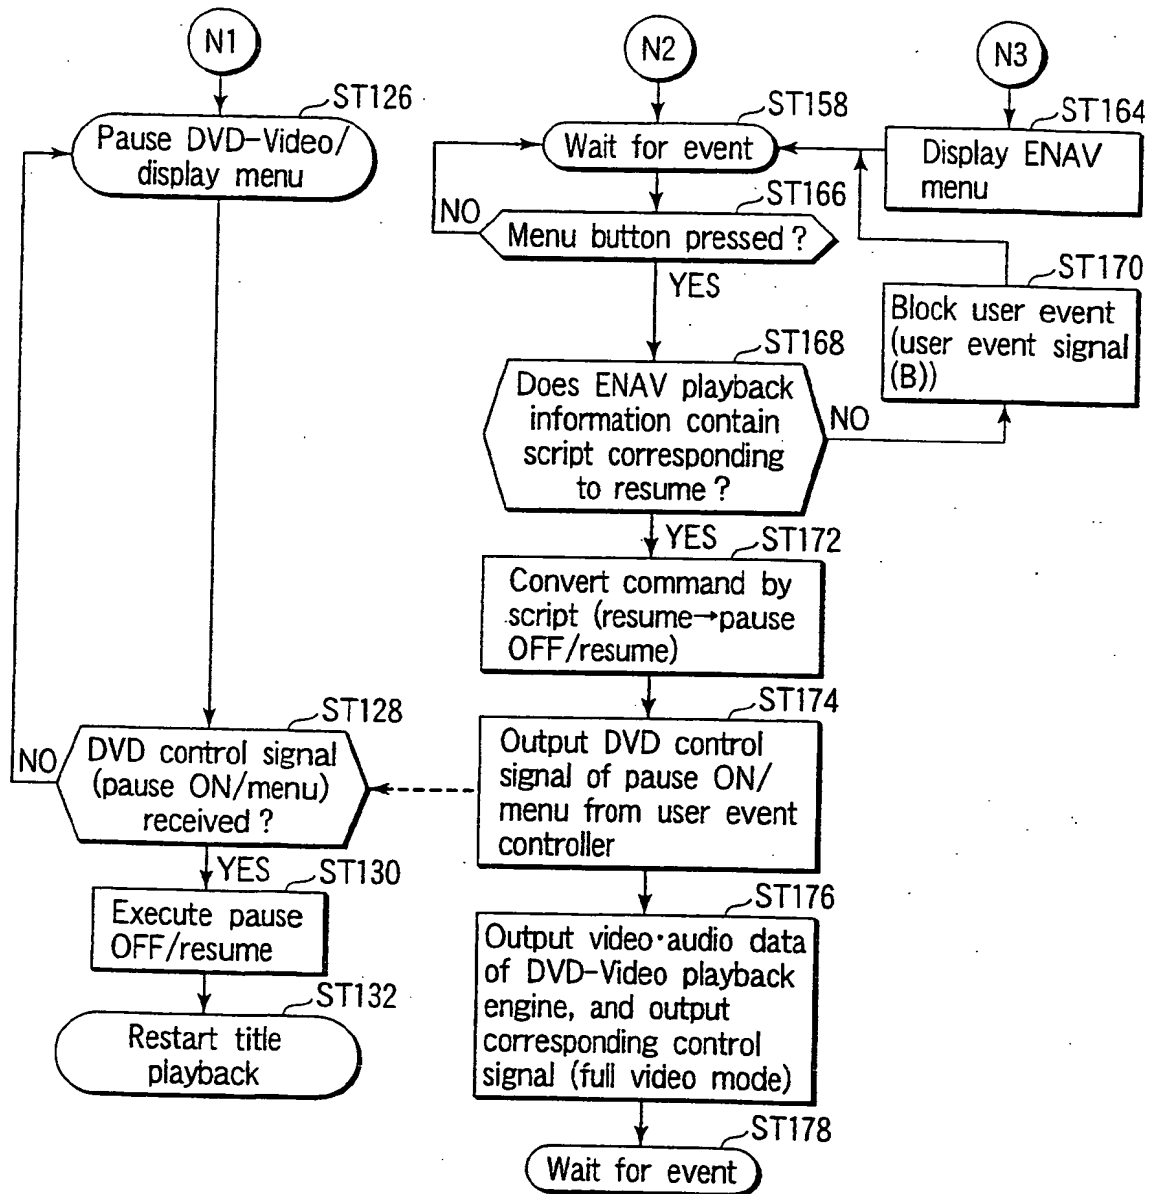 N1
ST126
Pause DVD-Video/
display menu
NO
ST128
DVD control signal
(pause ON/menu)
received ?
YES
ST130
Execute pause
OFF/resume
ST132
Restart title
playback
N2
ST158
Wait for event
ST166
NO
Menu button pressed ?
YES
ST168
Does ENAV playback
information contain
script corresponding
to resume ?
NO
YES
ST172
Convert command by
script (resume→pause
OFF/resume)
ST174
Output DVD control
signal of pause ON/
menu from user event
controller
ST176
Output video·audio data
of DVD-Video playback
engine, and output
corresponding control
signal (full video mode)
ST178
Wait for event
N3
ST164
Display ENAV
menu
ST170
Block user event
(user event signal
(B))